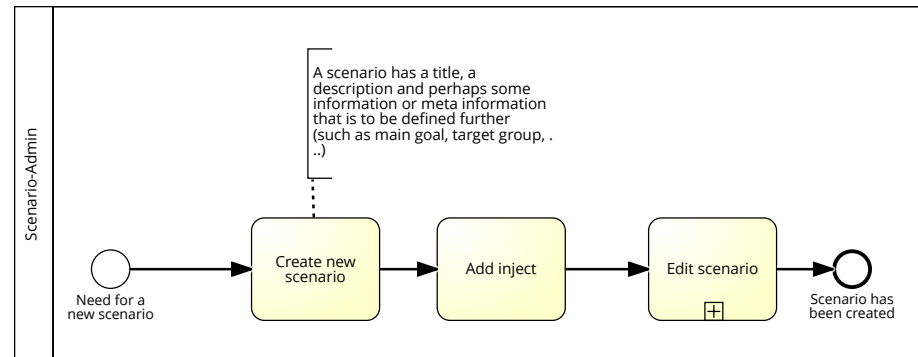 Scenario-Admin
A scenario has a title, a
description and perhaps some
information or meta information
that is to be defined further
(such as main goal, target group, .
..)
Need for a
new scenario
Create new
scenario
Add inject
Edit scenario
Scenario has
been created